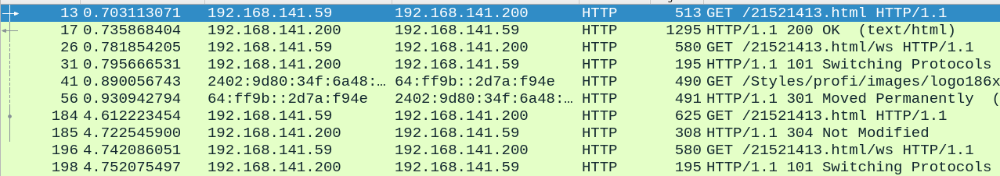 13 0.703113071 192.168.141.59 192.168.141.200 HTTP 513 GET /21521413.html HTTP/1.1
17 0.735868404 192.168.141.200 192.168.141.59 HTTP 1295 HTTP/1.1 200 OK (text/html)
26 0.781854205 192.168.141.59 192.168.141.200 HTTP 580 GET /21521413.html/ws HTTP/1.1
31 0.795666531 192.168.141.200 192.168.141.59 HTTP 195 HTTP/1.1 101 Switching Protocols
41 0.890056743 2402:9d80:34f:6a48:… 64:ff9b::2d7a:f94e HTTP 490 GET /Styles/profi/images/logo186x
56 0.930942794 64:ff9b::2d7a:f94e 2402:9d80:34f:6a48:… HTTP 491 HTTP/1.1 301 Moved Permanently (
184 4.612223454 192.168.141.59 192.168.141.200 HTTP 625 GET /21521413.html HTTP/1.1
185 4.722545900 192.168.141.200 192.168.141.59 HTTP 308 HTTP/1.1 304 Not Modified
196 4.742086051 192.168.141.59 192.168.141.200 HTTP 580 GET /21521413.html/ws HTTP/1.1
198 4.752075497 192.168.141.200 192.168.141.59 HTTP 195 HTTP/1.1 101 Switching Protocols